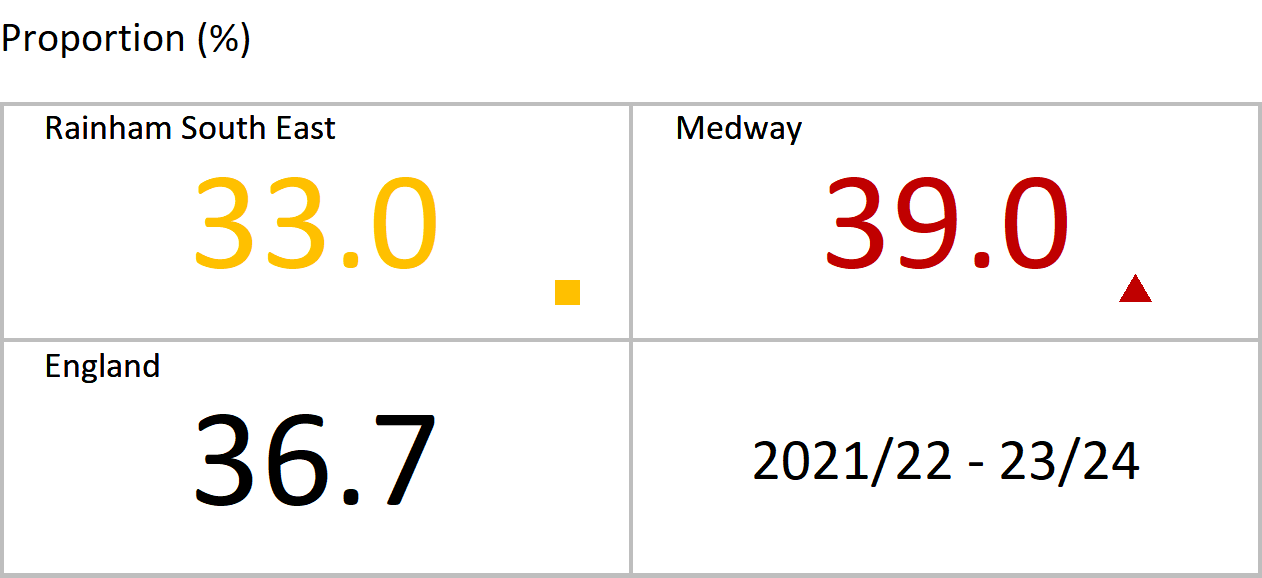 Proportion (%)
Rainham South East
33.0
Medway
39.0
England
36.7
2021/22 - 23/24